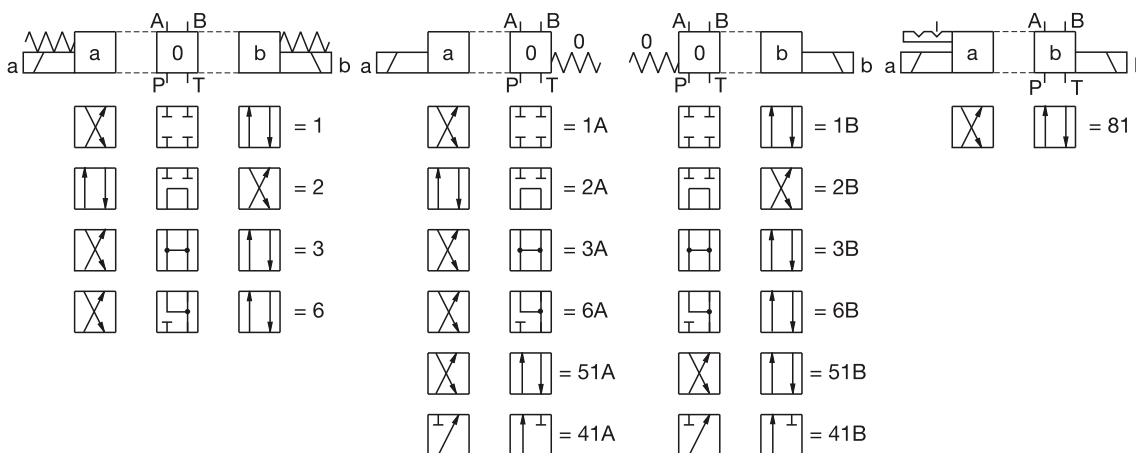 A B A B A B A B
0 0
a a 0 b b a a 0 0 b b a a b
P T P T P T P T
= 1 = 1A = 1B = 81
= 2 = 2A = 2B
= 3 = 3A = 3B
= 6 = 6A = 6B
= 51A = 51B
= 41A = 41B